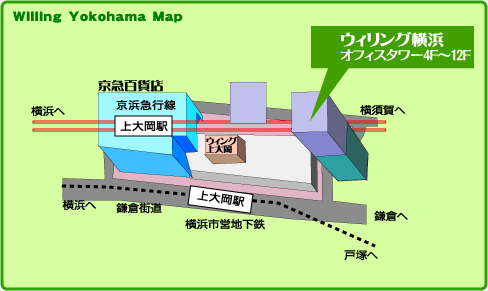 Willing Yokohama Map
ウィリング横浜
オフィスタワー4F～12F
京急百貨店
横浜へ
京浜急行線
横須賀へ
上大岡駅
ウィング
上大岡
横浜へ
鎌倉街道
上大岡駅
横浜市営地下鉄
鎌倉へ
戸塚へ